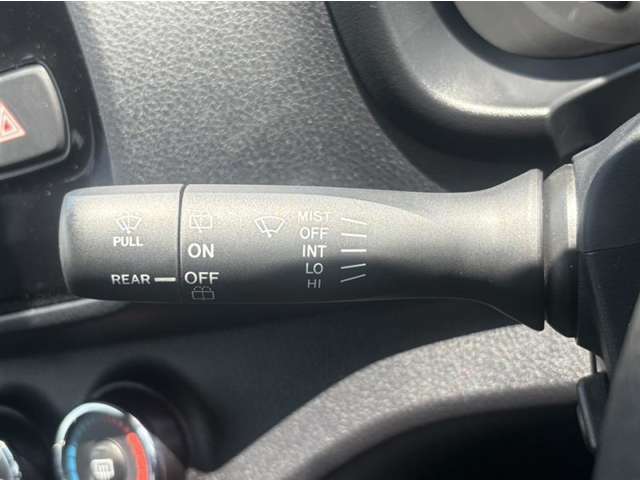 PULL
REAR
ON
OFF
MIST
OFF
INT
LO
HI